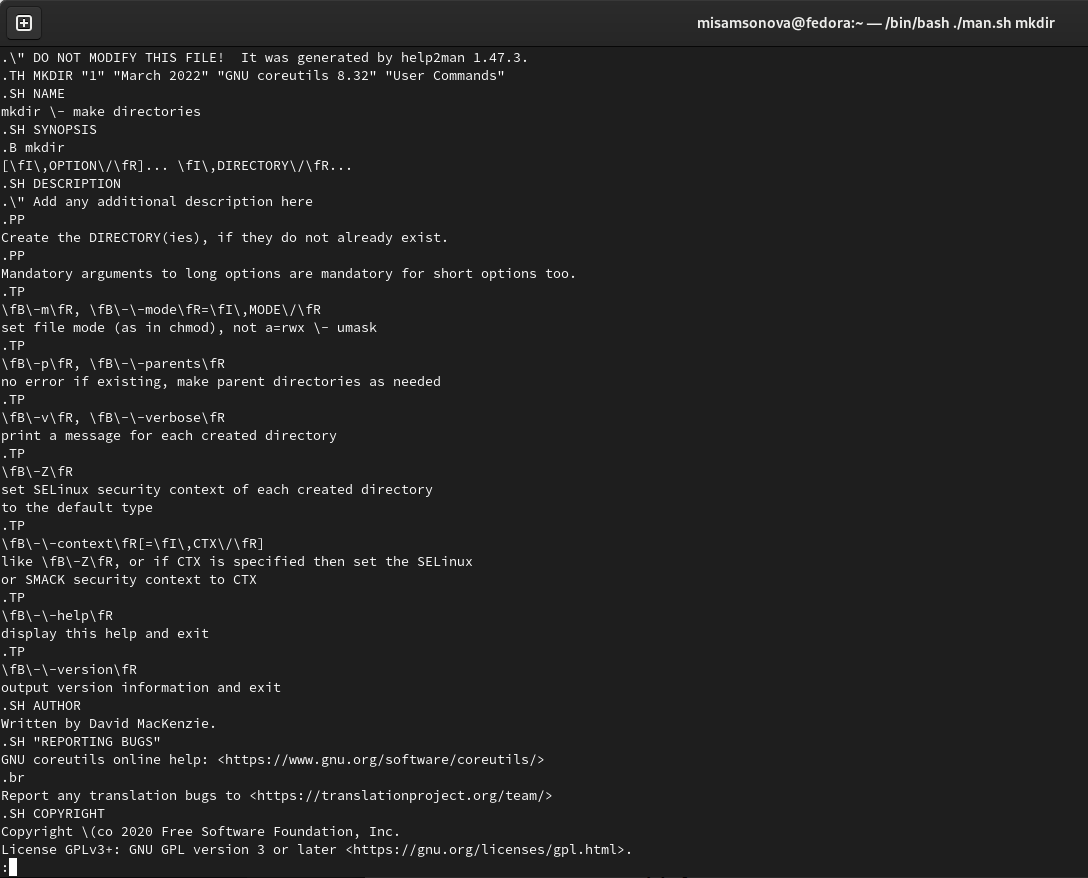 misamsonova@fedora:~ — /bin/bash ./man.sh mkdir
.\" DO NOT MODIFY THIS FILE!  It was generated by help2man 1.47.3.
.TH MKDIR "1" "March 2022" "GNU coreutils 8.32" "User Commands"
.SH NAME
mkdir \- make directories
.SH SYNOPSIS
.B mkdir
[\fI\,OPTION\/\fR]... \fI\,DIRECTORY\/\fR...
.SH DESCRIPTION
.\" Add any additional description here
.PP
Create the DIRECTORY(ies), if they do not already exist.
.PP
Mandatory arguments to long options are mandatory for short options too.
.TP
\fB\-m\fR, \fB\-\-mode\fR=\fI\,MODE\/\fR
set file mode (as in chmod), not a=rwx \- umask
.TP
\fB\-p\fR, \fB\-\-parents\fR
no error if existing, make parent directories as needed
.TP
\fB\-v\fR, \fB\-\-verbose\fR
print a message for each created directory
.TP
\fB\-Z\fR
set SELinux security context of each created directory
to the default type
.TP
\fB\-\-context\fR[=\fI\,CTX\/\fR]
like \fB\-Z\fR, or if CTX is specified then set the SELinux
or SMACK security context to CTX
.TP
\fB\-\-help\fR
display this help and exit
.TP
\fB\-\-version\fR
output version information and exit
.SH AUTHOR
Written by David MacKenzie.
.SH "REPORTING BUGS"
GNU coreutils online help: <https://www.gnu.org/software/coreutils/>
.br
Report any translation bugs to <https://translationproject.org/team/>
.SH COPYRIGHT
Copyright \(co 2020 Free Software Foundation, Inc.
License GPLv3+: GNU GPL version 3 or later <https://gnu.org/licenses/gpl.html>.
: